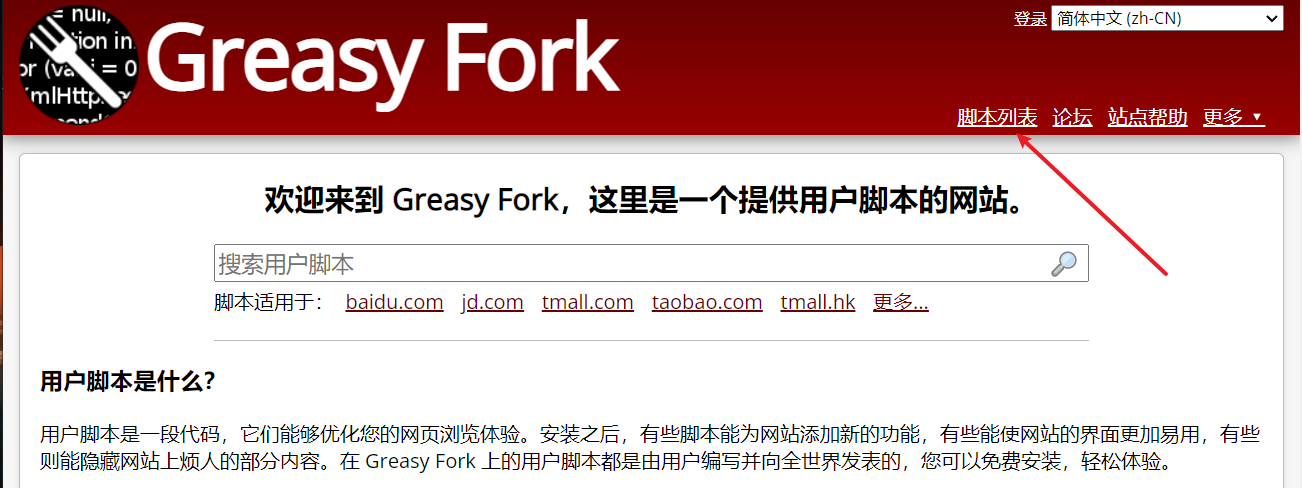 = null,
tion in
or (va i = 0
XmlHttp
ond
Greasy Fork
登录 简体中文 (zh-CN)
脚本列表 论坛 站点帮助 更多 ▼
欢迎来到 Greasy Fork，这里是一个提供用户脚本的网站。
搜索用户脚本
脚本适用于： baidu.com jd.com tmall.com taobao.com tmall.hk 更多...
用户脚本是什么？
用户脚本是一段代码，它们能够优化您的网页浏览体验。安装之后，有些脚本能为网站添加新的功能，有些能使网站的界面更加易用，有些
则能隐藏网站上烦人的部分内容。在 Greasy Fork 上的用户脚本都是由用户编写并向全世界发表的，您可以免费安装，轻松体验。